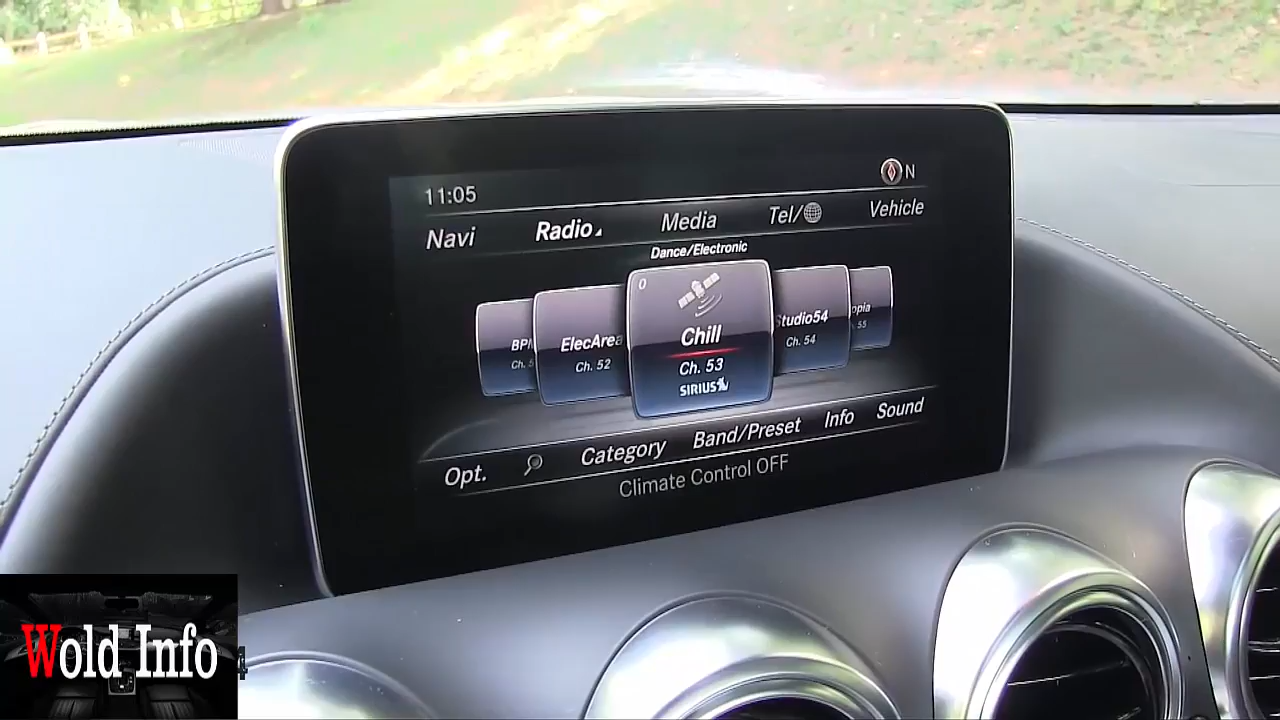 11:05 N
Navi Radio Media Tel/ Vehicle
Dance/Electronic
0
ElecArea Chill Studio54
Ch. 52 Ch. 53 Ch. 54 55
SIRIUS
Opt. Category Band/Preset Info Sound
Climate Control OFF
Wold Info